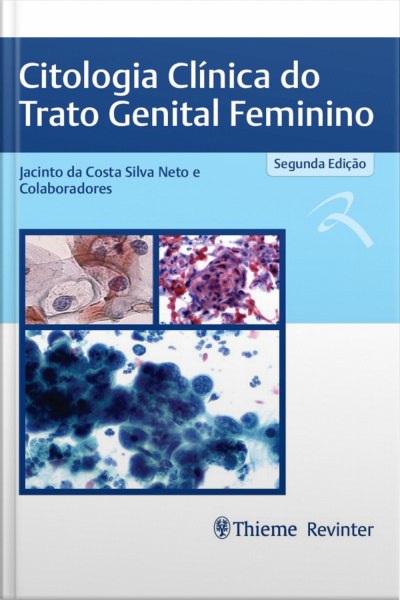 Citologia Clínica do
Trato Genital Feminino
Segunda Edição
Jacinto da Costa Silva Neto e
Colaboradores
Thieme Revinter